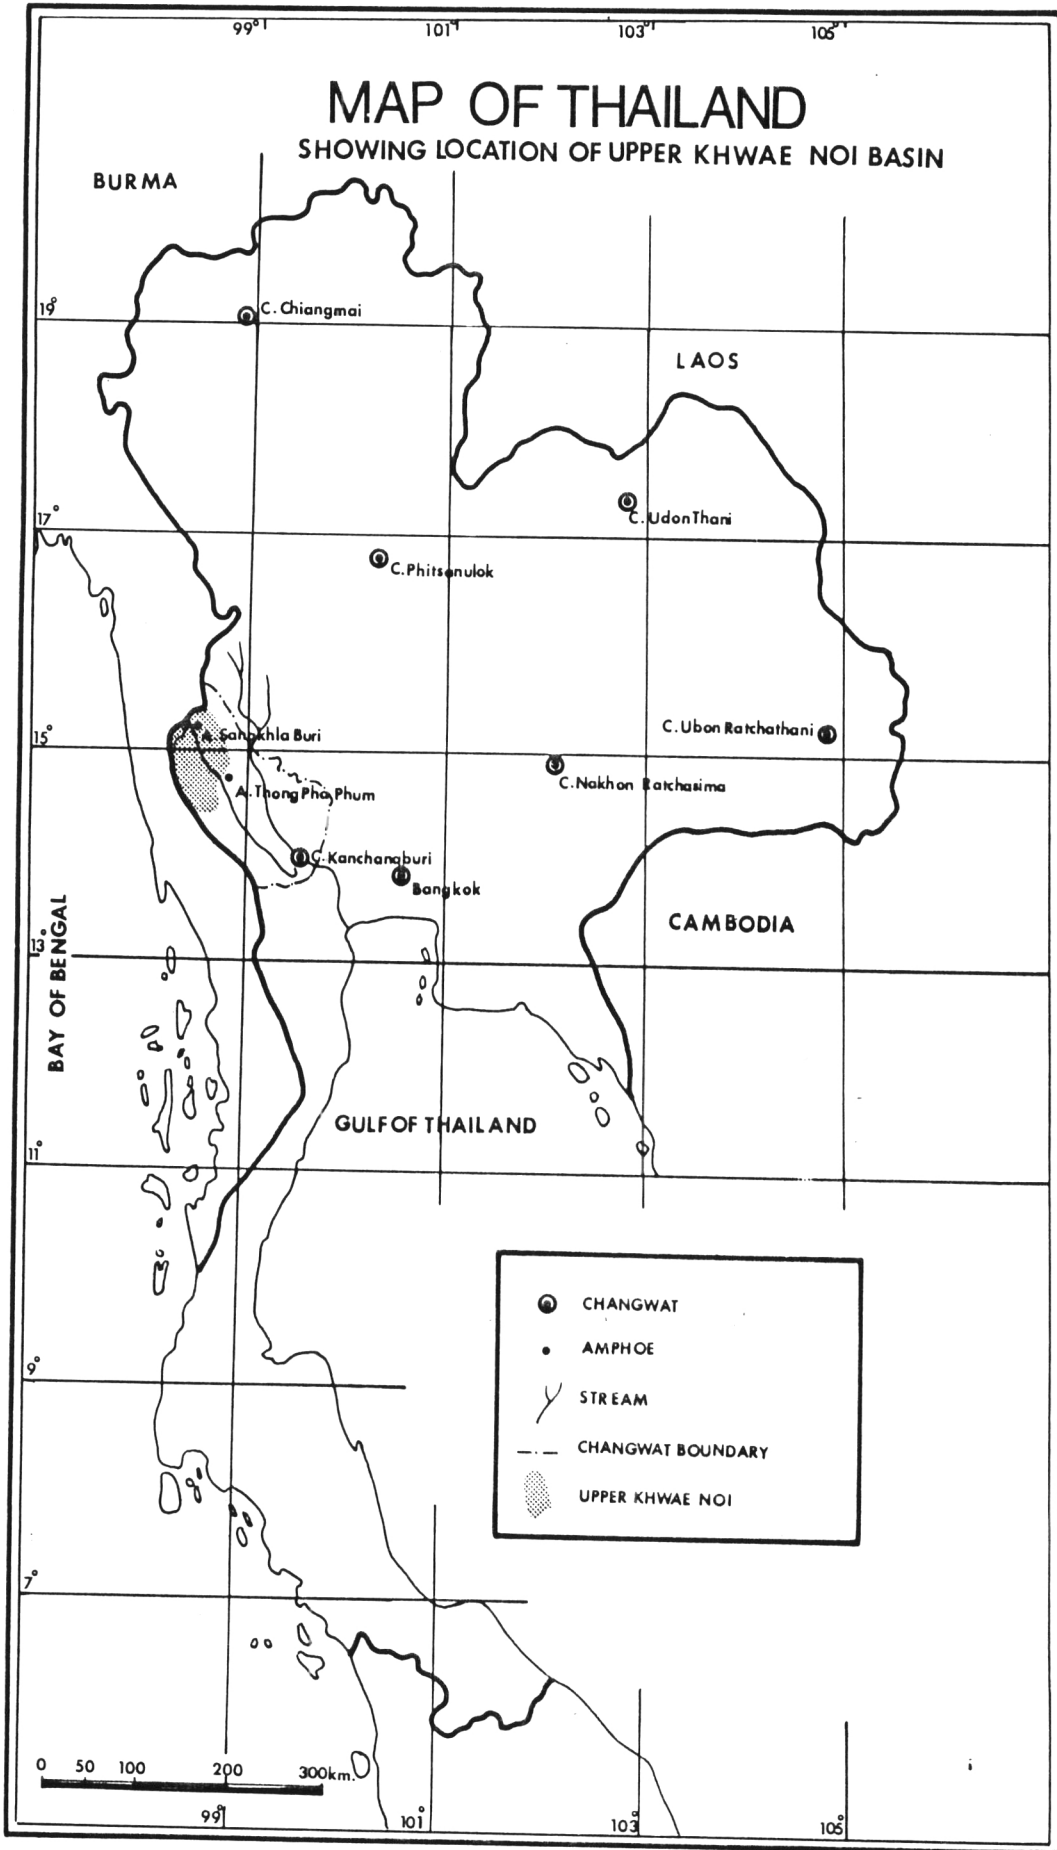 99° 101° 103° 105°
MAP OF THAILAND
SHOWING LOCATION OF UPPER KHWAE NOI BASIN
BURMA
19°
C. Chiangmai
LAOS
17°
C. Udon Thani
C. Phitsanulok
15°
A. Sangkhla Buri
C. Ubon Ratchathani
C. Nakhon Ratchasima
A. Thong Pha Phum
C. Kanchanaburi
Bangkok
CAMBODIA
13°
BAY OF BENGAL
GULF OF THAILAND
11°
CHANGWAT
AMPHOE
9°
STREAM
CHANGWAT BOUNDARY
UPPER KHWAE NOI
7°
0 50 100 200 300km.
99° 101° 103° 105°